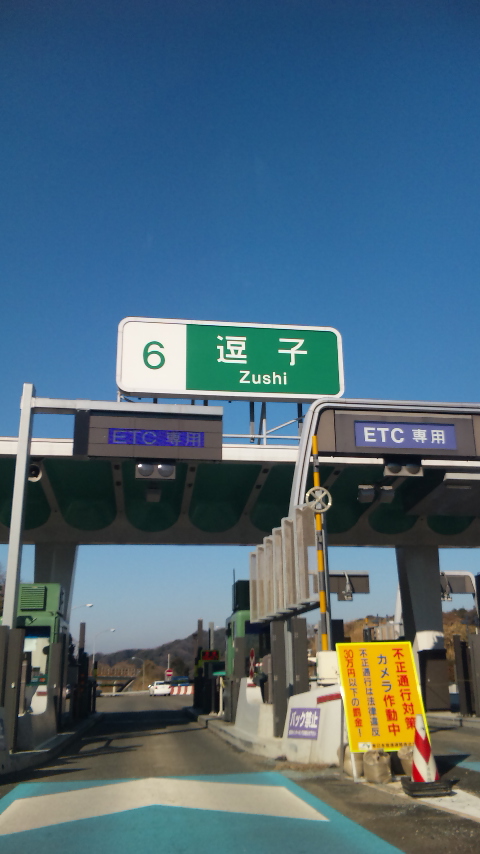 6
逗子
Zushi
ETC 専用
ETC 専用
不正通行対策
カメラ作動中
不正通行は法律違反
30万円以下の罰金!
バック禁止